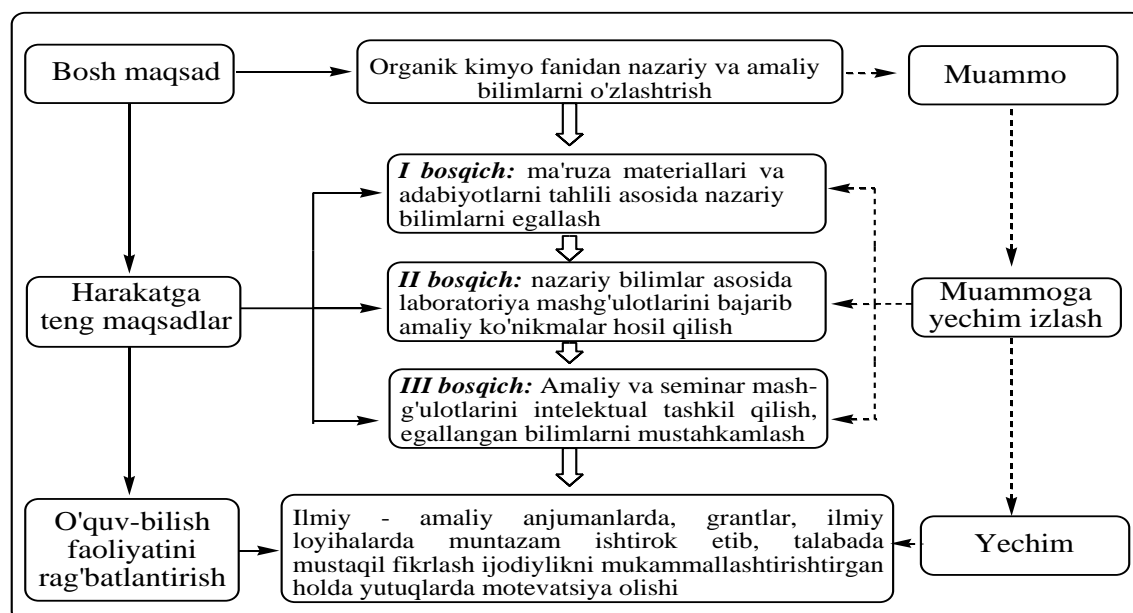 Bosh maqsad
Organik kimyo fanidan nazariy va amaliy
bilimlarni o'zlashtrish
Muammo
I bosqich: ma'ruza materiallari va
adabiyotlarni tahlili asosida nazariy
bilimlarni egallash
Harakatga
teng maqsadlar
II bosqich: nazariy bilimlar asosida
laboratoriya mashg'ulotlarini bajarib
amaliy ko'nikmalar hosil qilish
Muammoga
yechim izlash
III bosqich: Amaliy va seminar mash-
g'ulotlarini intelektual tashkil qilish,
egallangan bilimlarni mustahkamlash
O'quv-bilish
faoliyatini
rag'batlantirish
Ilmiy - amaliy anjumanlarda, grantlar, ilmiy
loyihalarda muntazam ishtirok etib, talabada
mustaqil fikrlash ijodiylikni mukammallashtirishtirgan
holda yutuqlarda motevatsiya olishi
Yechim